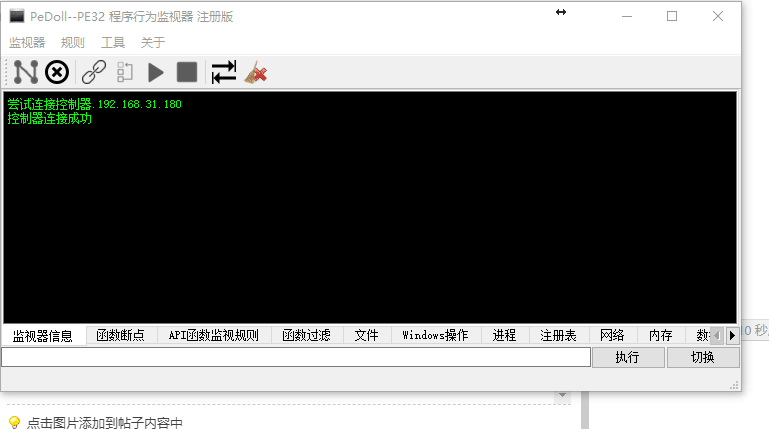 PeDoll--PE32 程序行为监视器 注册版
监视器 规则 工具 关于
尝试连接控制器.192.168.31.180
控制器连接成功
监视器信息 函数断点 API函数监视规则 函数过滤 文件 Windows操作 进程 注册表 网络 内存 数
执行 切换
0 秒
点击图片添加到帖子内容中